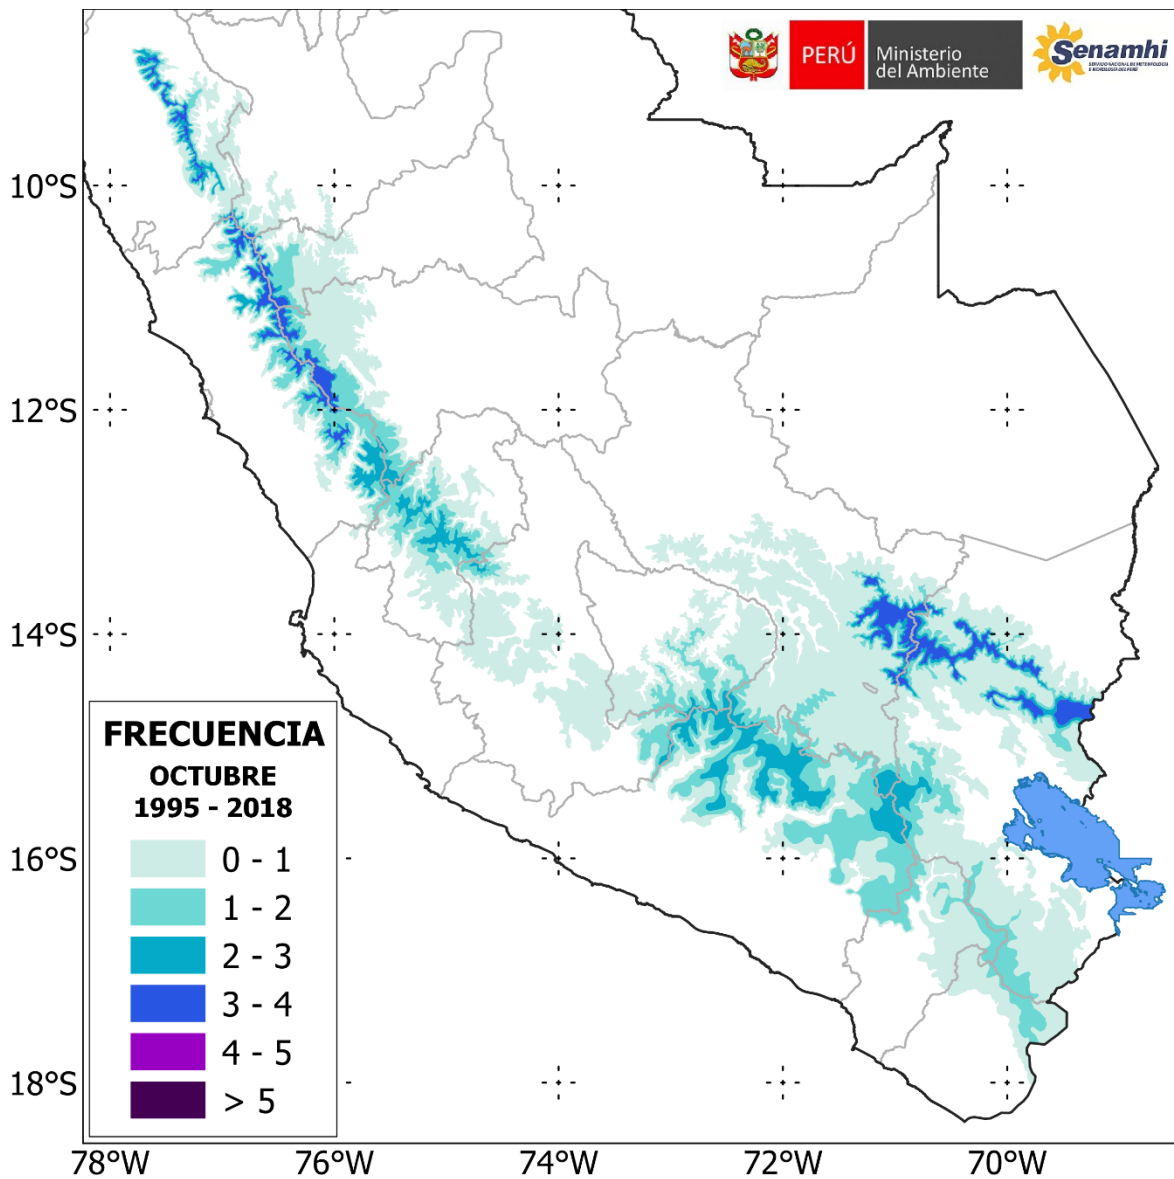 PERÚ
Ministerio
del Ambiente
Senamhi
10°S
12°S
14°S
16°S
18°S
FRECUENCIA
OCTUBRE
1995 - 2018
0 - 1
1 - 2
2 - 3
3 - 4
4 - 5
> 5
78°W
76°W
74°W
72°W
70°W